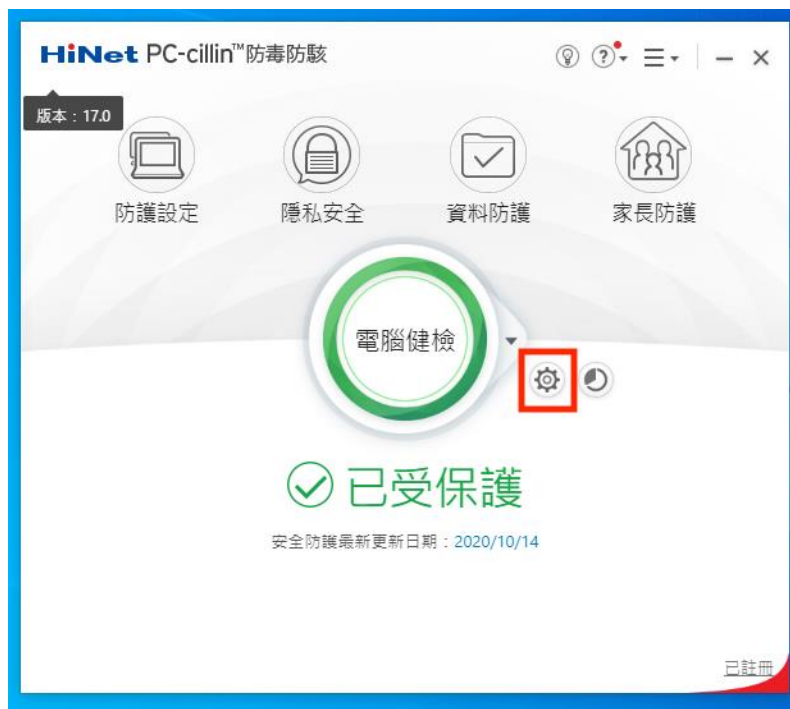 HiNet PC-cillin™防毒防駭
版本：17.0
防護設定
隱私安全
資料防護
家長防護
電腦健檢
已受保護
安全防護最新更新日期：2020/10/14
已註冊